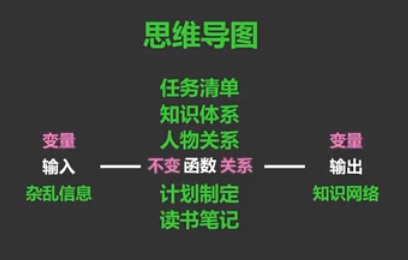 思维导图
任务清单
知识体系
变量 人物关系 变量
输入 不变 函数 关系 输出
杂乱信息 计划制定 知识网络
读书笔记